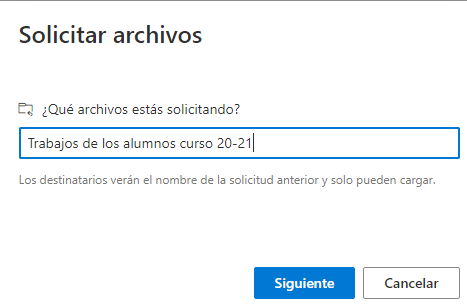 Solicitar archivos
¿Qué archivos estás solicitando?
Trabajos de los alumnos curso 20-21
Los destinatarios verán el nombre de la solicitud anterior y solo pueden cargar.
Siguiente
Cancelar